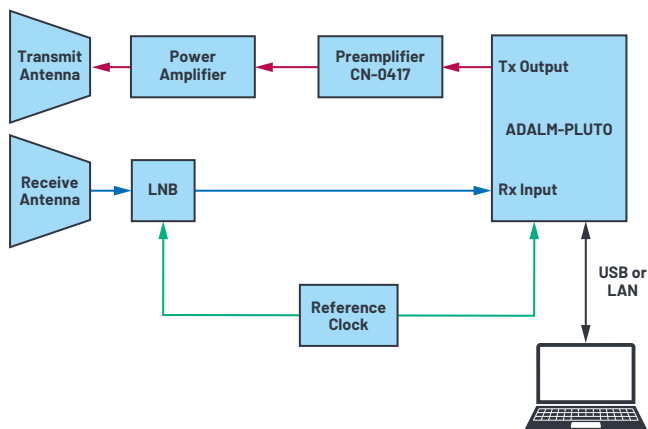 Transmit
Antenna
Power
Amplifier
Preamplifier
CN-0417
Tx Output
ADALM-PLUTO
Rx Input
Receive
Antenna
LNB
Reference
Clock
USB or
LAN